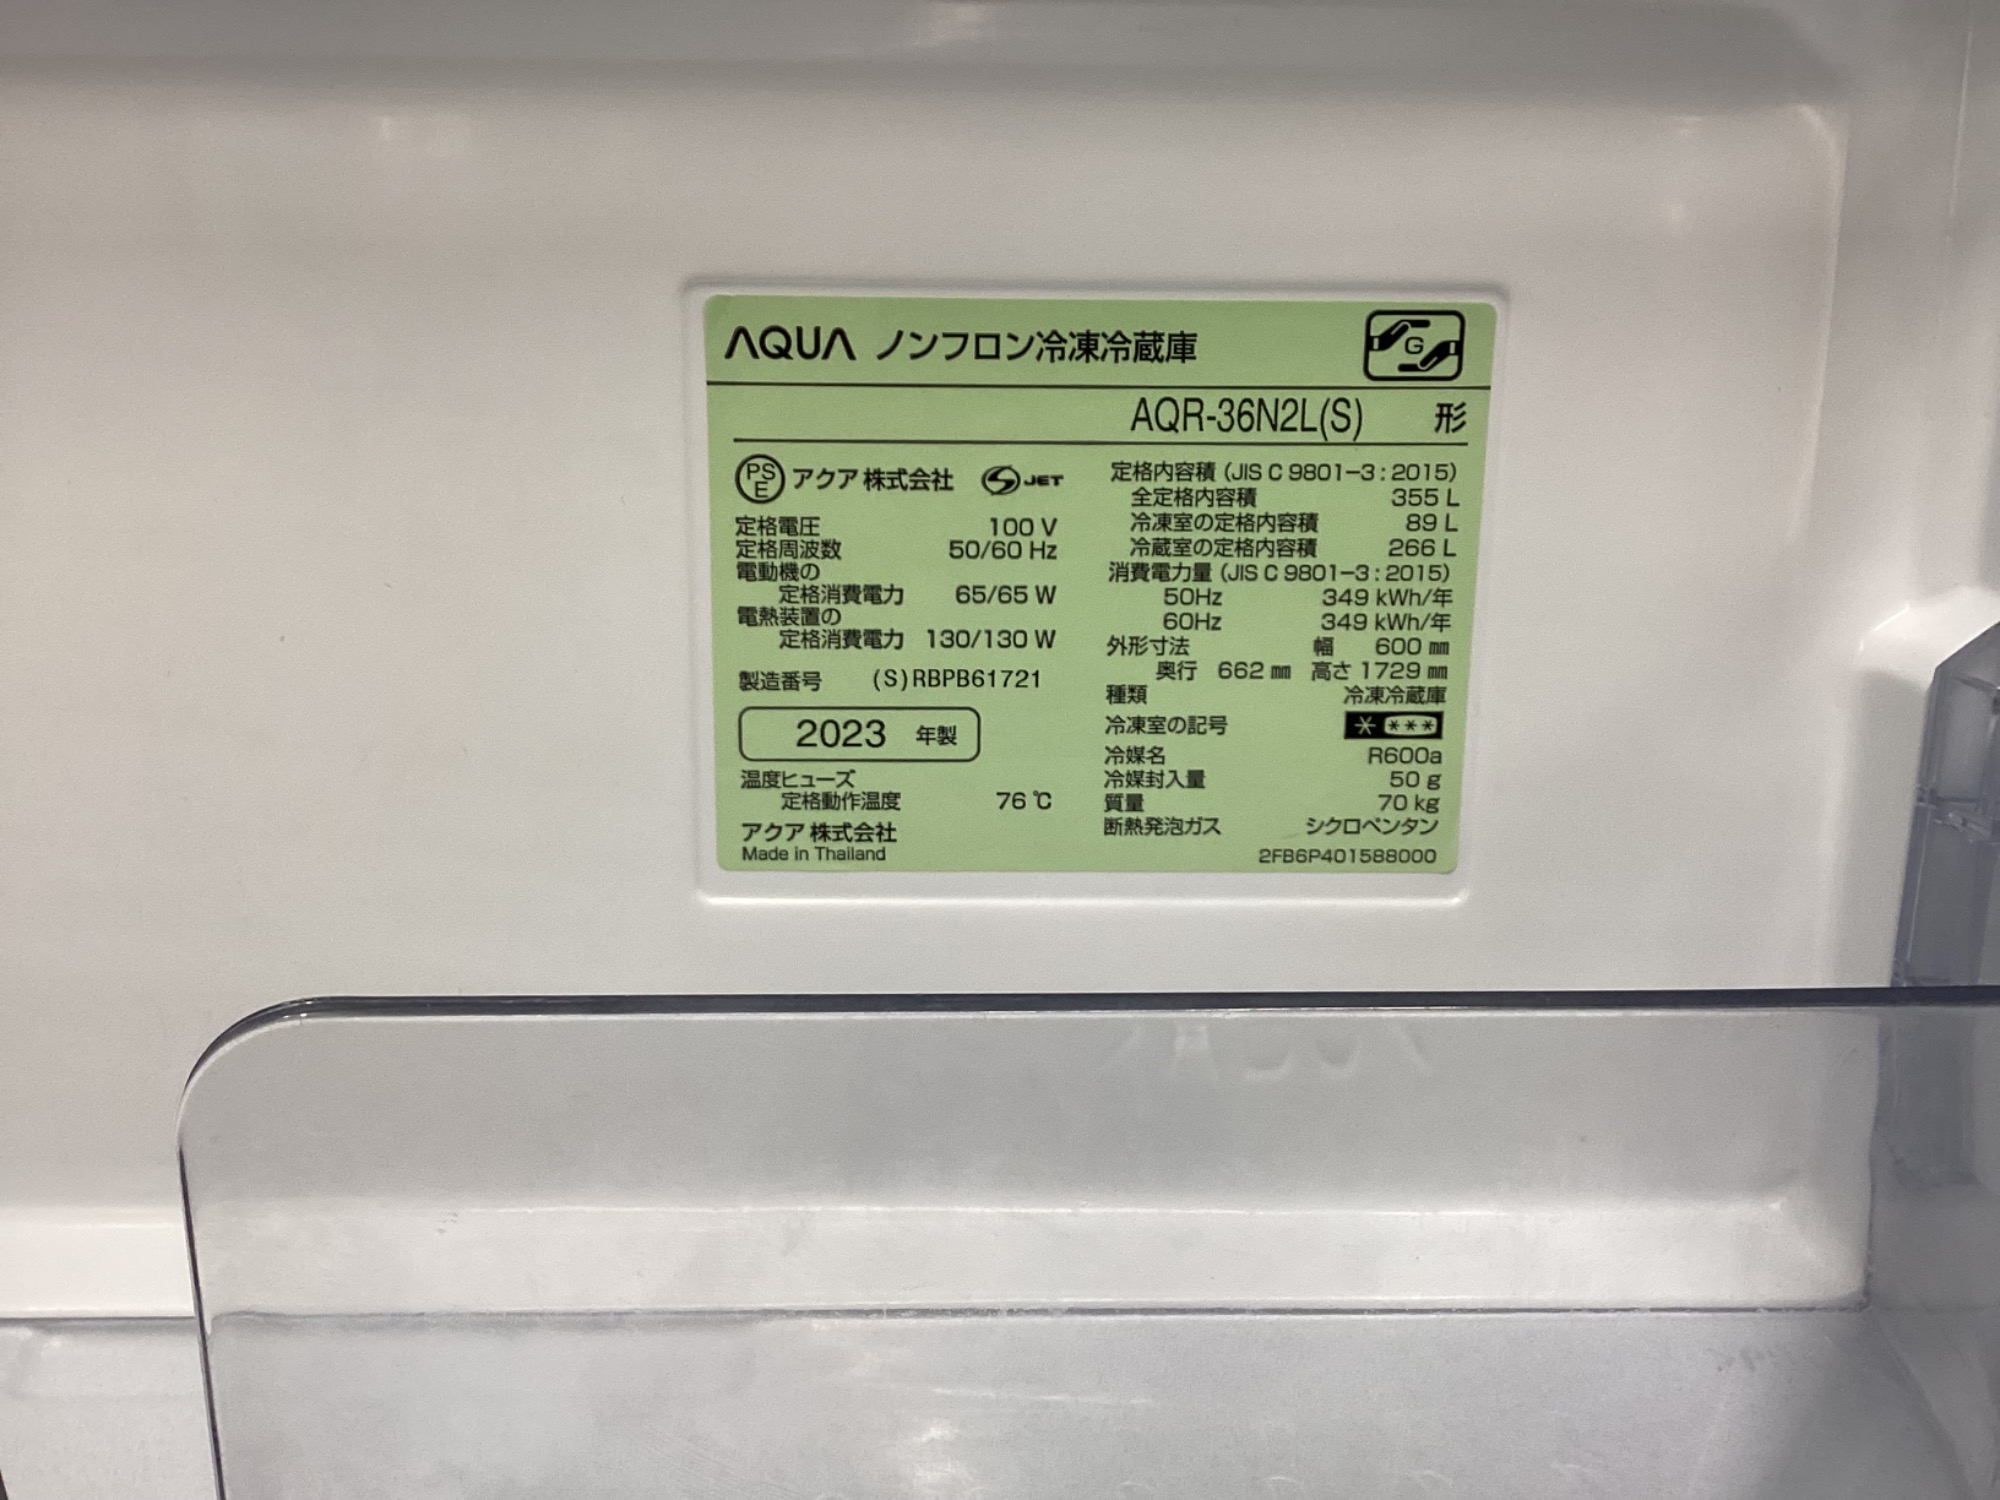 AQUA ノンフロン冷凍冷蔵庫
G
AQR-36N2L(S) 形
PSE アクア 株式会社 S JET
定格電圧 100 V
定格周波数 50/60 Hz
電動機の
定格消費電力 65/65 W
電熱装置の
定格消費電力 130/130 W
製造番号 (S)RBPB61721
2023 年製
温度ヒューズ
定格動作温度 76 ℃
アクア 株式会社
Made in Thailand
定格内容積 (JIS C 9801-3 : 2015)
全定格内容積 355 L
冷凍室の定格内容積 89 L
冷蔵室の定格内容積 266 L
消費電力量 (JIS C 9801-3 : 2015)
50Hz 349 kWh/年
60Hz 349 kWh/年
外形寸法 幅 600 ㎜
奥行 662 ㎜ 高さ 1729 ㎜
種類 冷凍冷蔵庫
冷凍室の記号 * ***
冷媒名 R600a
冷媒封入量 50 g
質量 70 kg
断熱発泡ガス シクロペンタン
2FB6P401588000